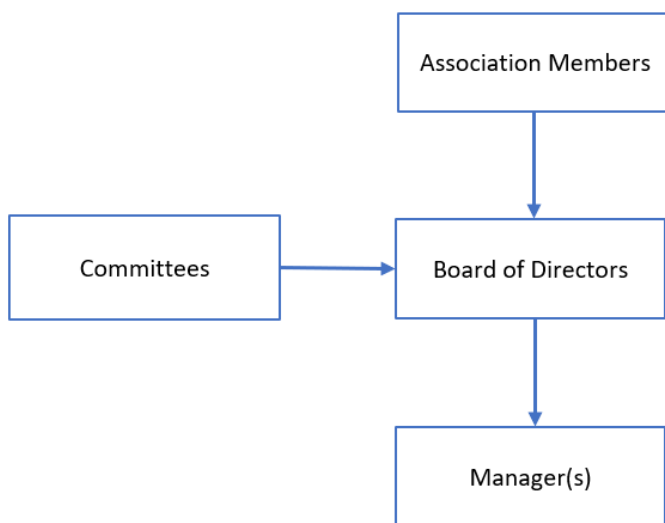 Association Members
Committees
Board of Directors
Manager(s)